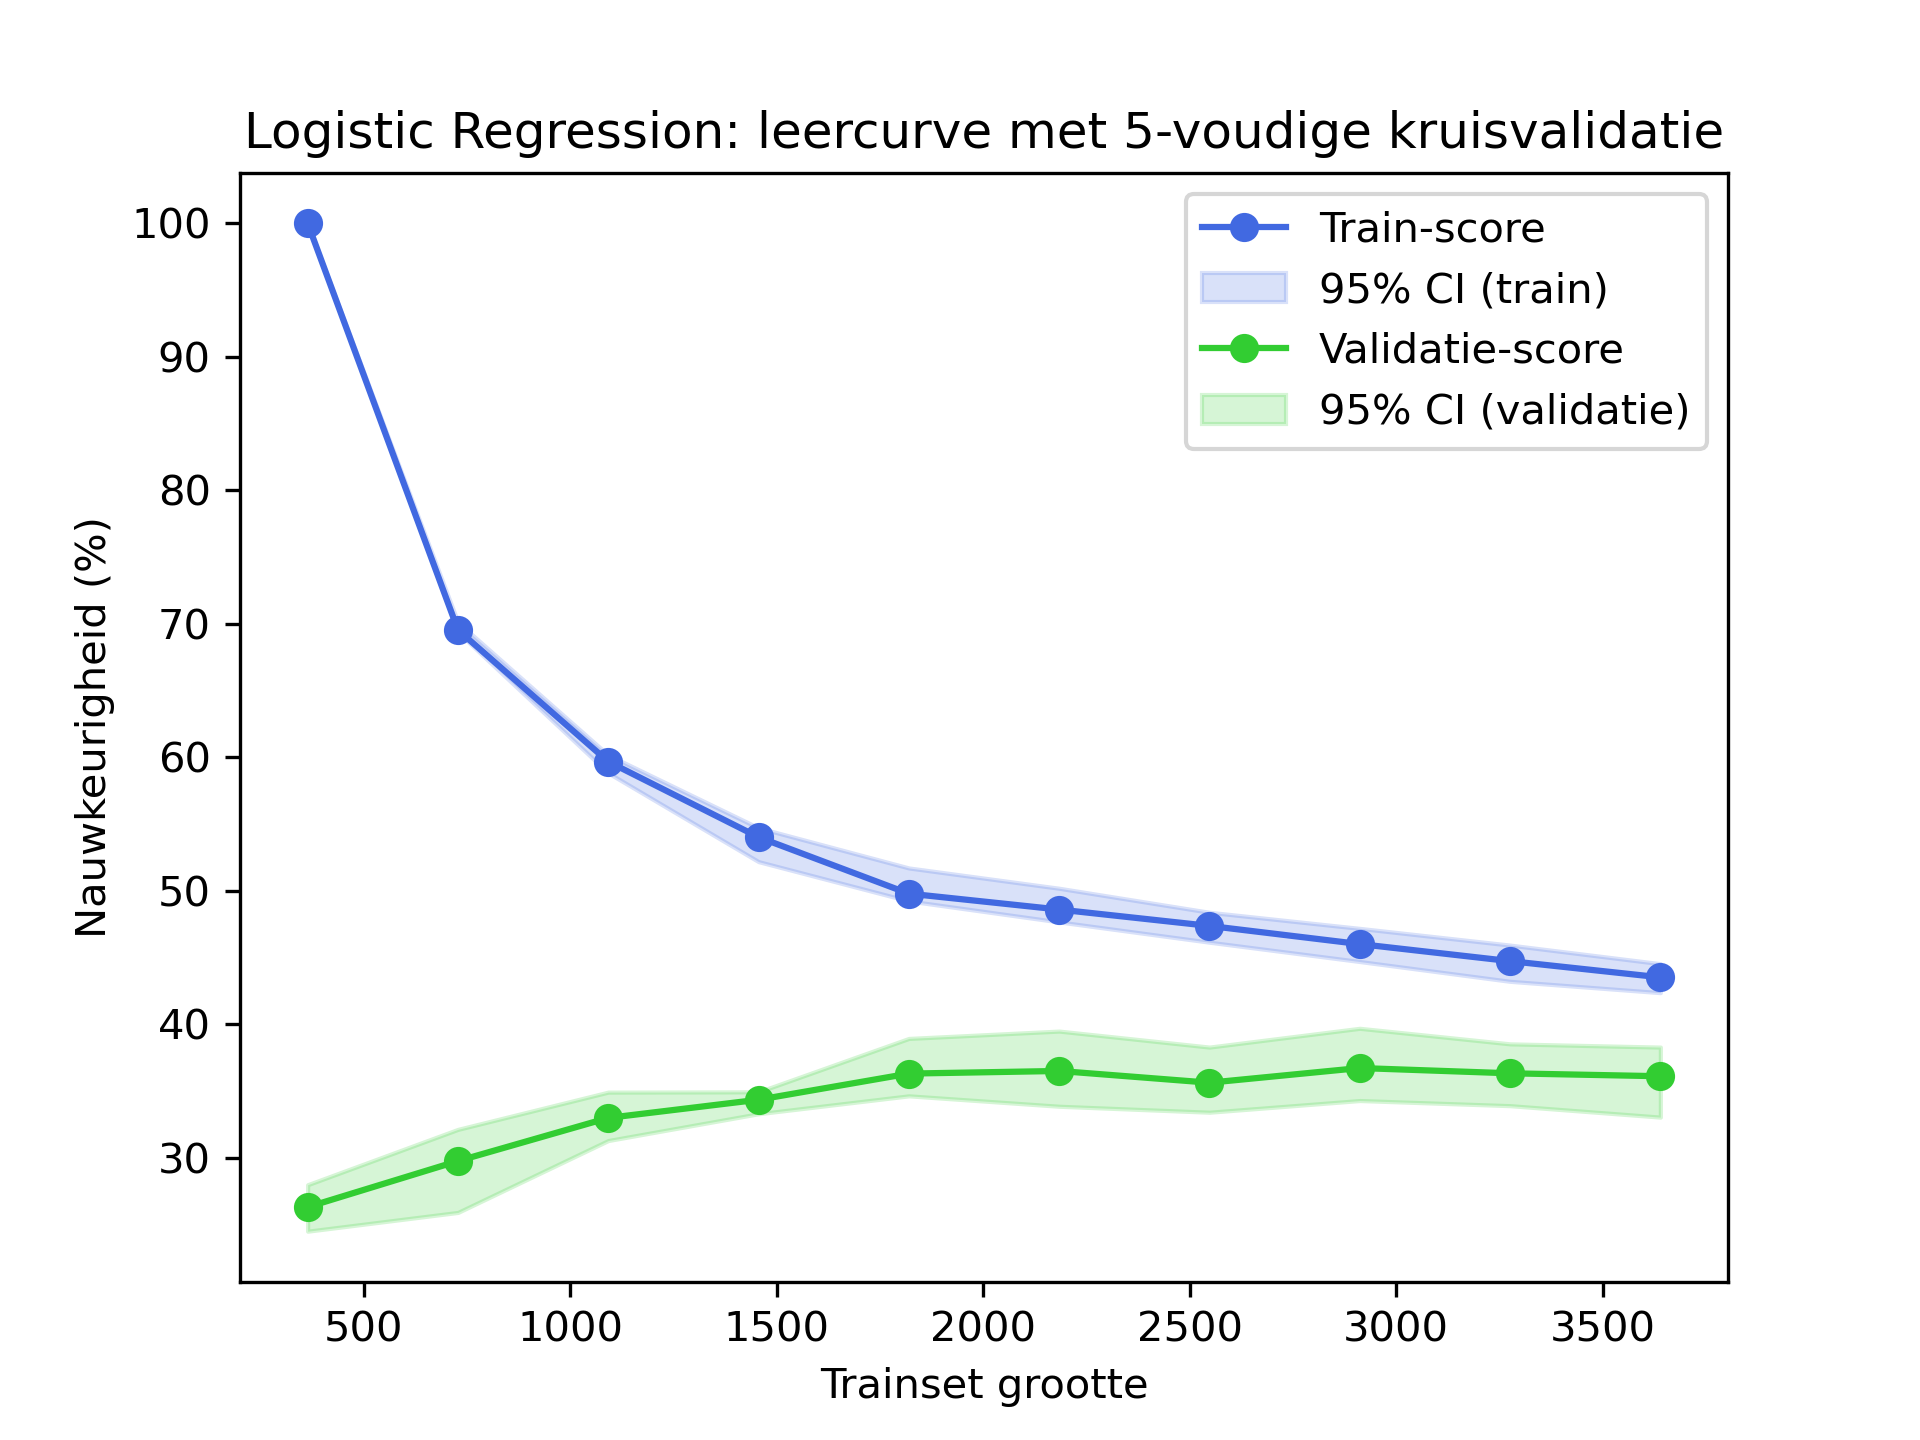 Logistic Regression: leercurve met 5-voudige kruisvalidatie
Train-score
95% CI (train)
Validatie-score
95% CI (validatie)
Nauwkeurigheid (%)
100
90
80
70
60
50
40
30
500 1000 1500 2000 2500 3000 3500
Trainset grootte